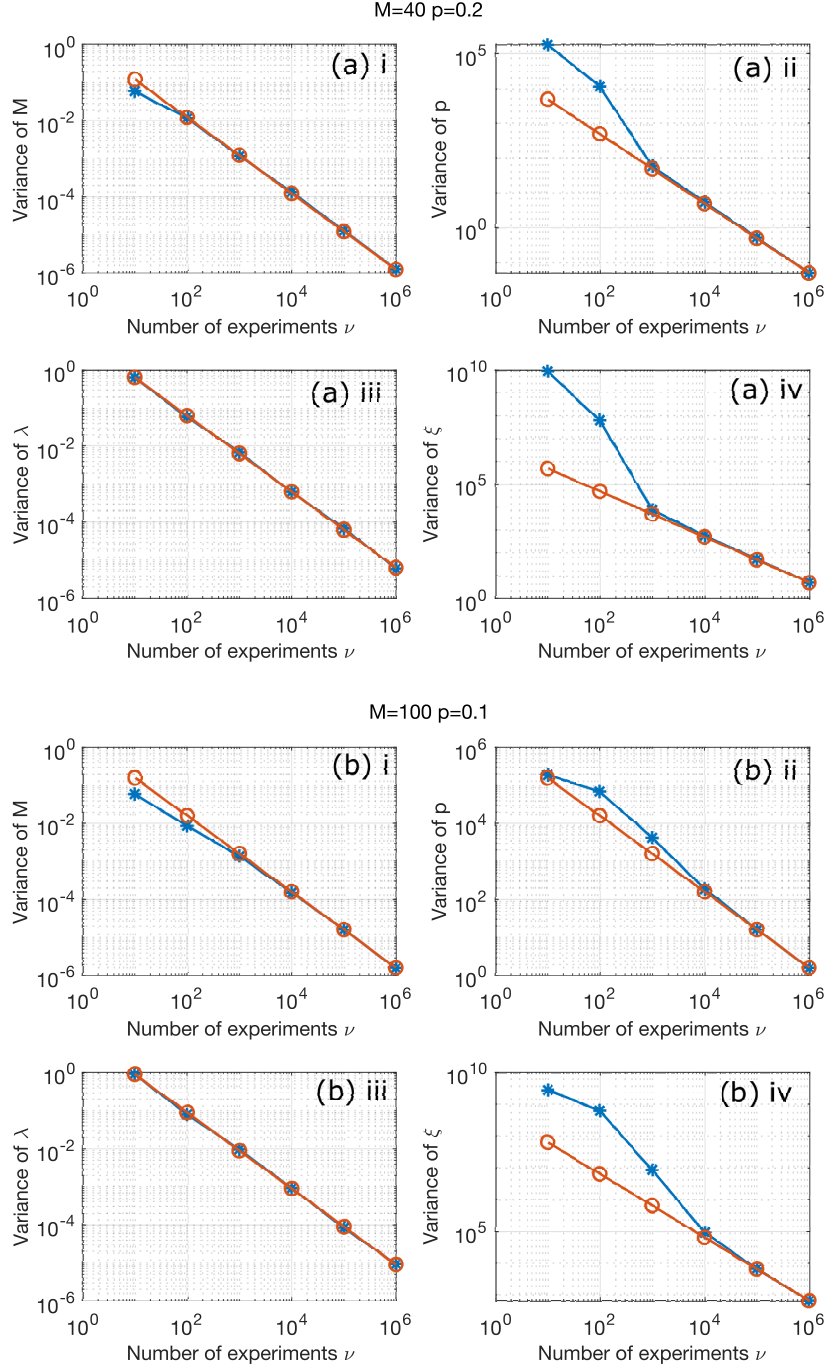 M=40 p=0.2
(a) i
Variance of M
10^0
10^-2
10^-4
10^-6
10^0 10^2 10^4 10^6
Number of experiments ν
(a) ii
Variance of p
10^5
10^0
10^0 10^2 10^4 10^6
Number of experiments ν
(a) iii
Variance of λ
10^0
10^-2
10^-4
10^-6
10^0 10^2 10^4 10^6
Number of experiments ν
(a) iv
Variance of ξ
10^10
10^5
10^0
10^0 10^2 10^4 10^6
Number of experiments ν
M=100 p=0.1
(b) i
Variance of M
10^0
10^-2
10^-4
10^-6
10^0 10^2 10^4 10^6
Number of experiments ν
(b) ii
Variance of p
10^6
10^4
10^2
10^0
10^0 10^2 10^4 10^6
Number of experiments ν
(b) iii
Variance of λ
10^0
10^-2
10^-4
10^-6
10^0 10^2 10^4 10^6
Number of experiments ν
(b) iv
Variance of ξ
10^10
10^5
10^0 10^2 10^4 10^6
Number of experiments ν